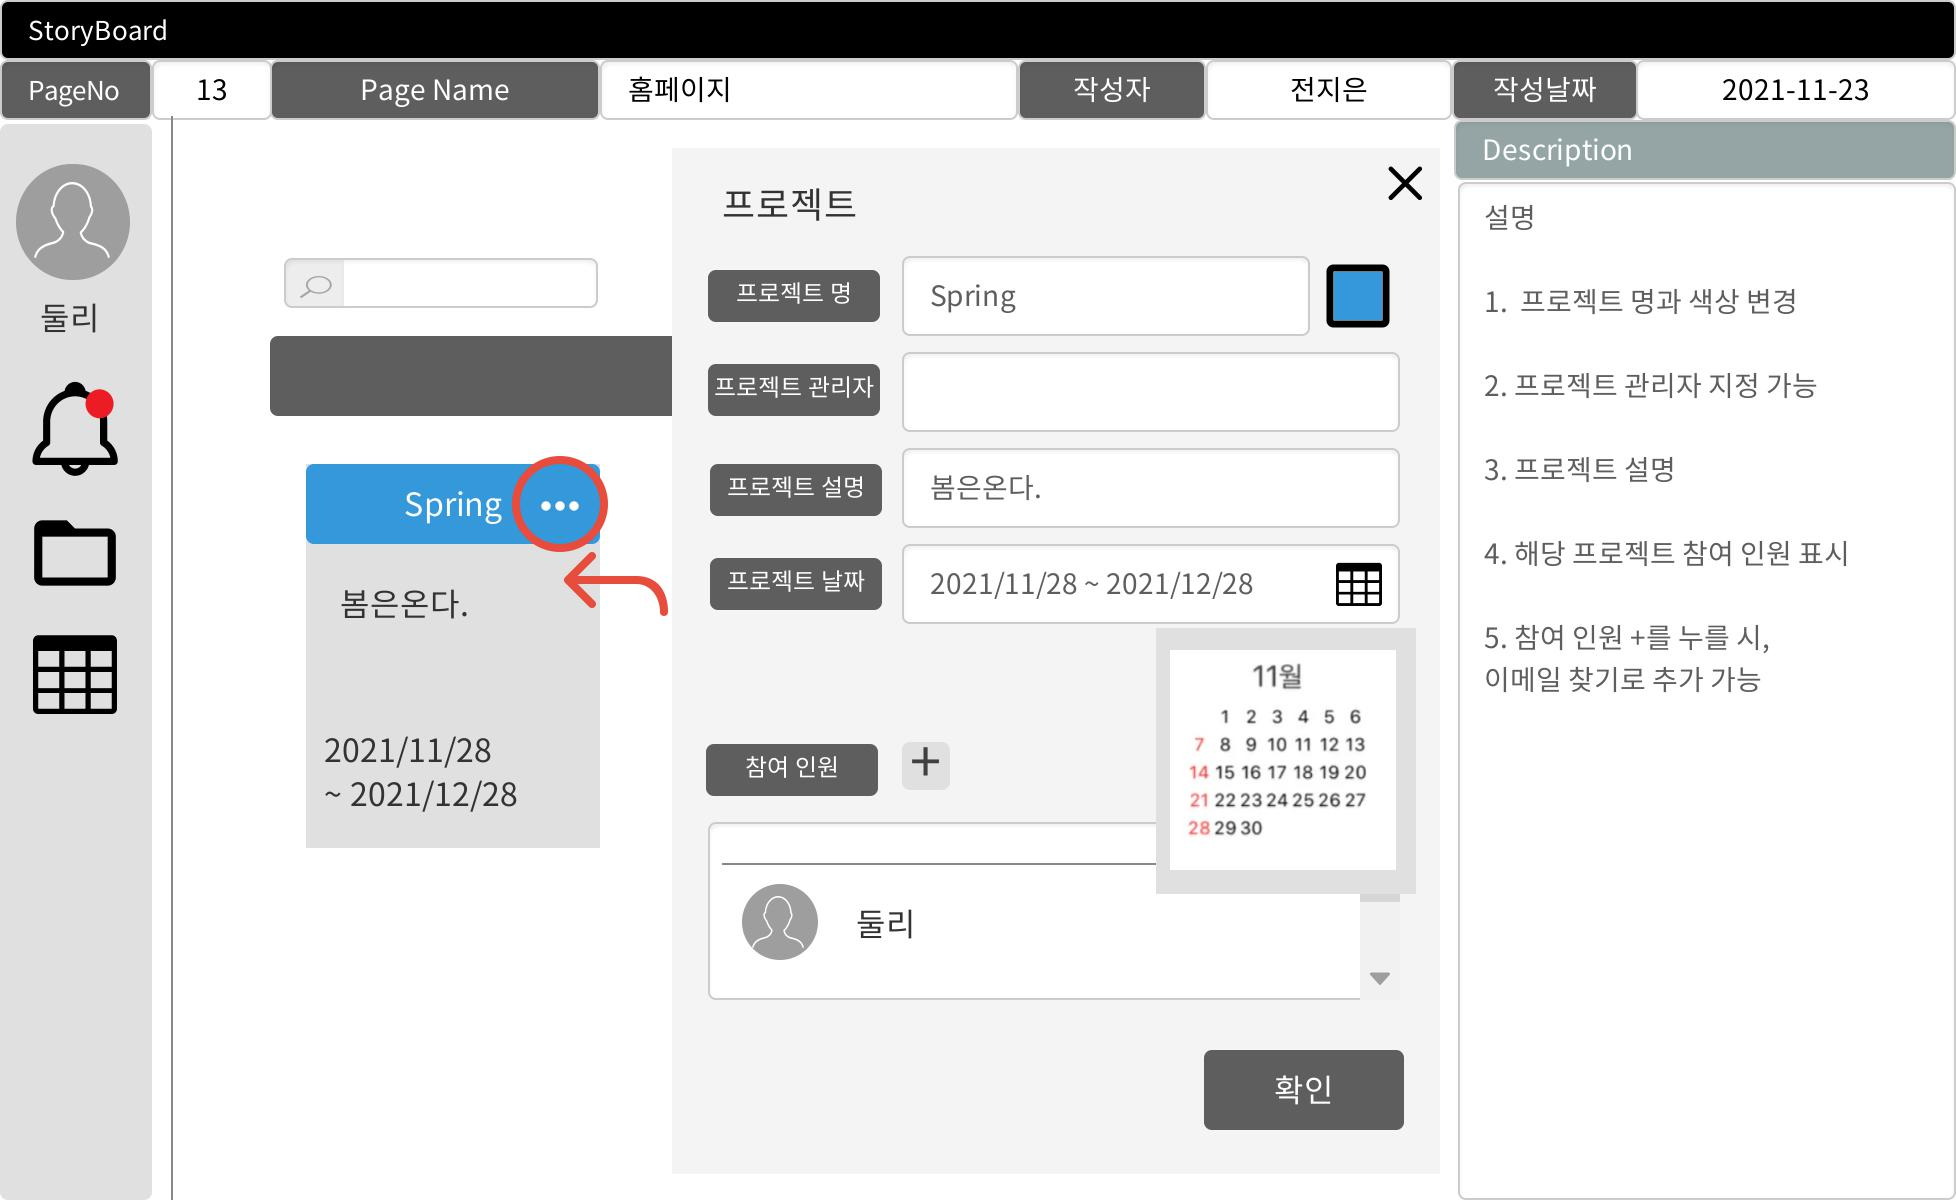 StoryBoard
PageNo 13 Page Name 홈페이지 작성자 전지은 작성날짜 2021-11-23
둘리
Spring •••
봄은온다.
2021/11/28
~ 2021/12/28
프로젝트
프로젝트 명 Spring
프로젝트 관리자
프로젝트 설명 봄은온다.
프로젝트 날짜 2021/11/28 ~ 2021/12/28
11월
1 2 3 4 5 6
7 8 9 10 11 12 13
14 15 16 17 18 19 20
21 22 23 24 25 26 27
28 29 30
참여 인원 +
둘리
확인
Description
설명
1. 프로젝트 명과 색상 변경
2. 프로젝트 관리자 지정 가능
3. 프로젝트 설명
4. 해당 프로젝트 참여 인원 표시
5. 참여 인원 +를 누를 시,
이메일 찾기로 추가 가능